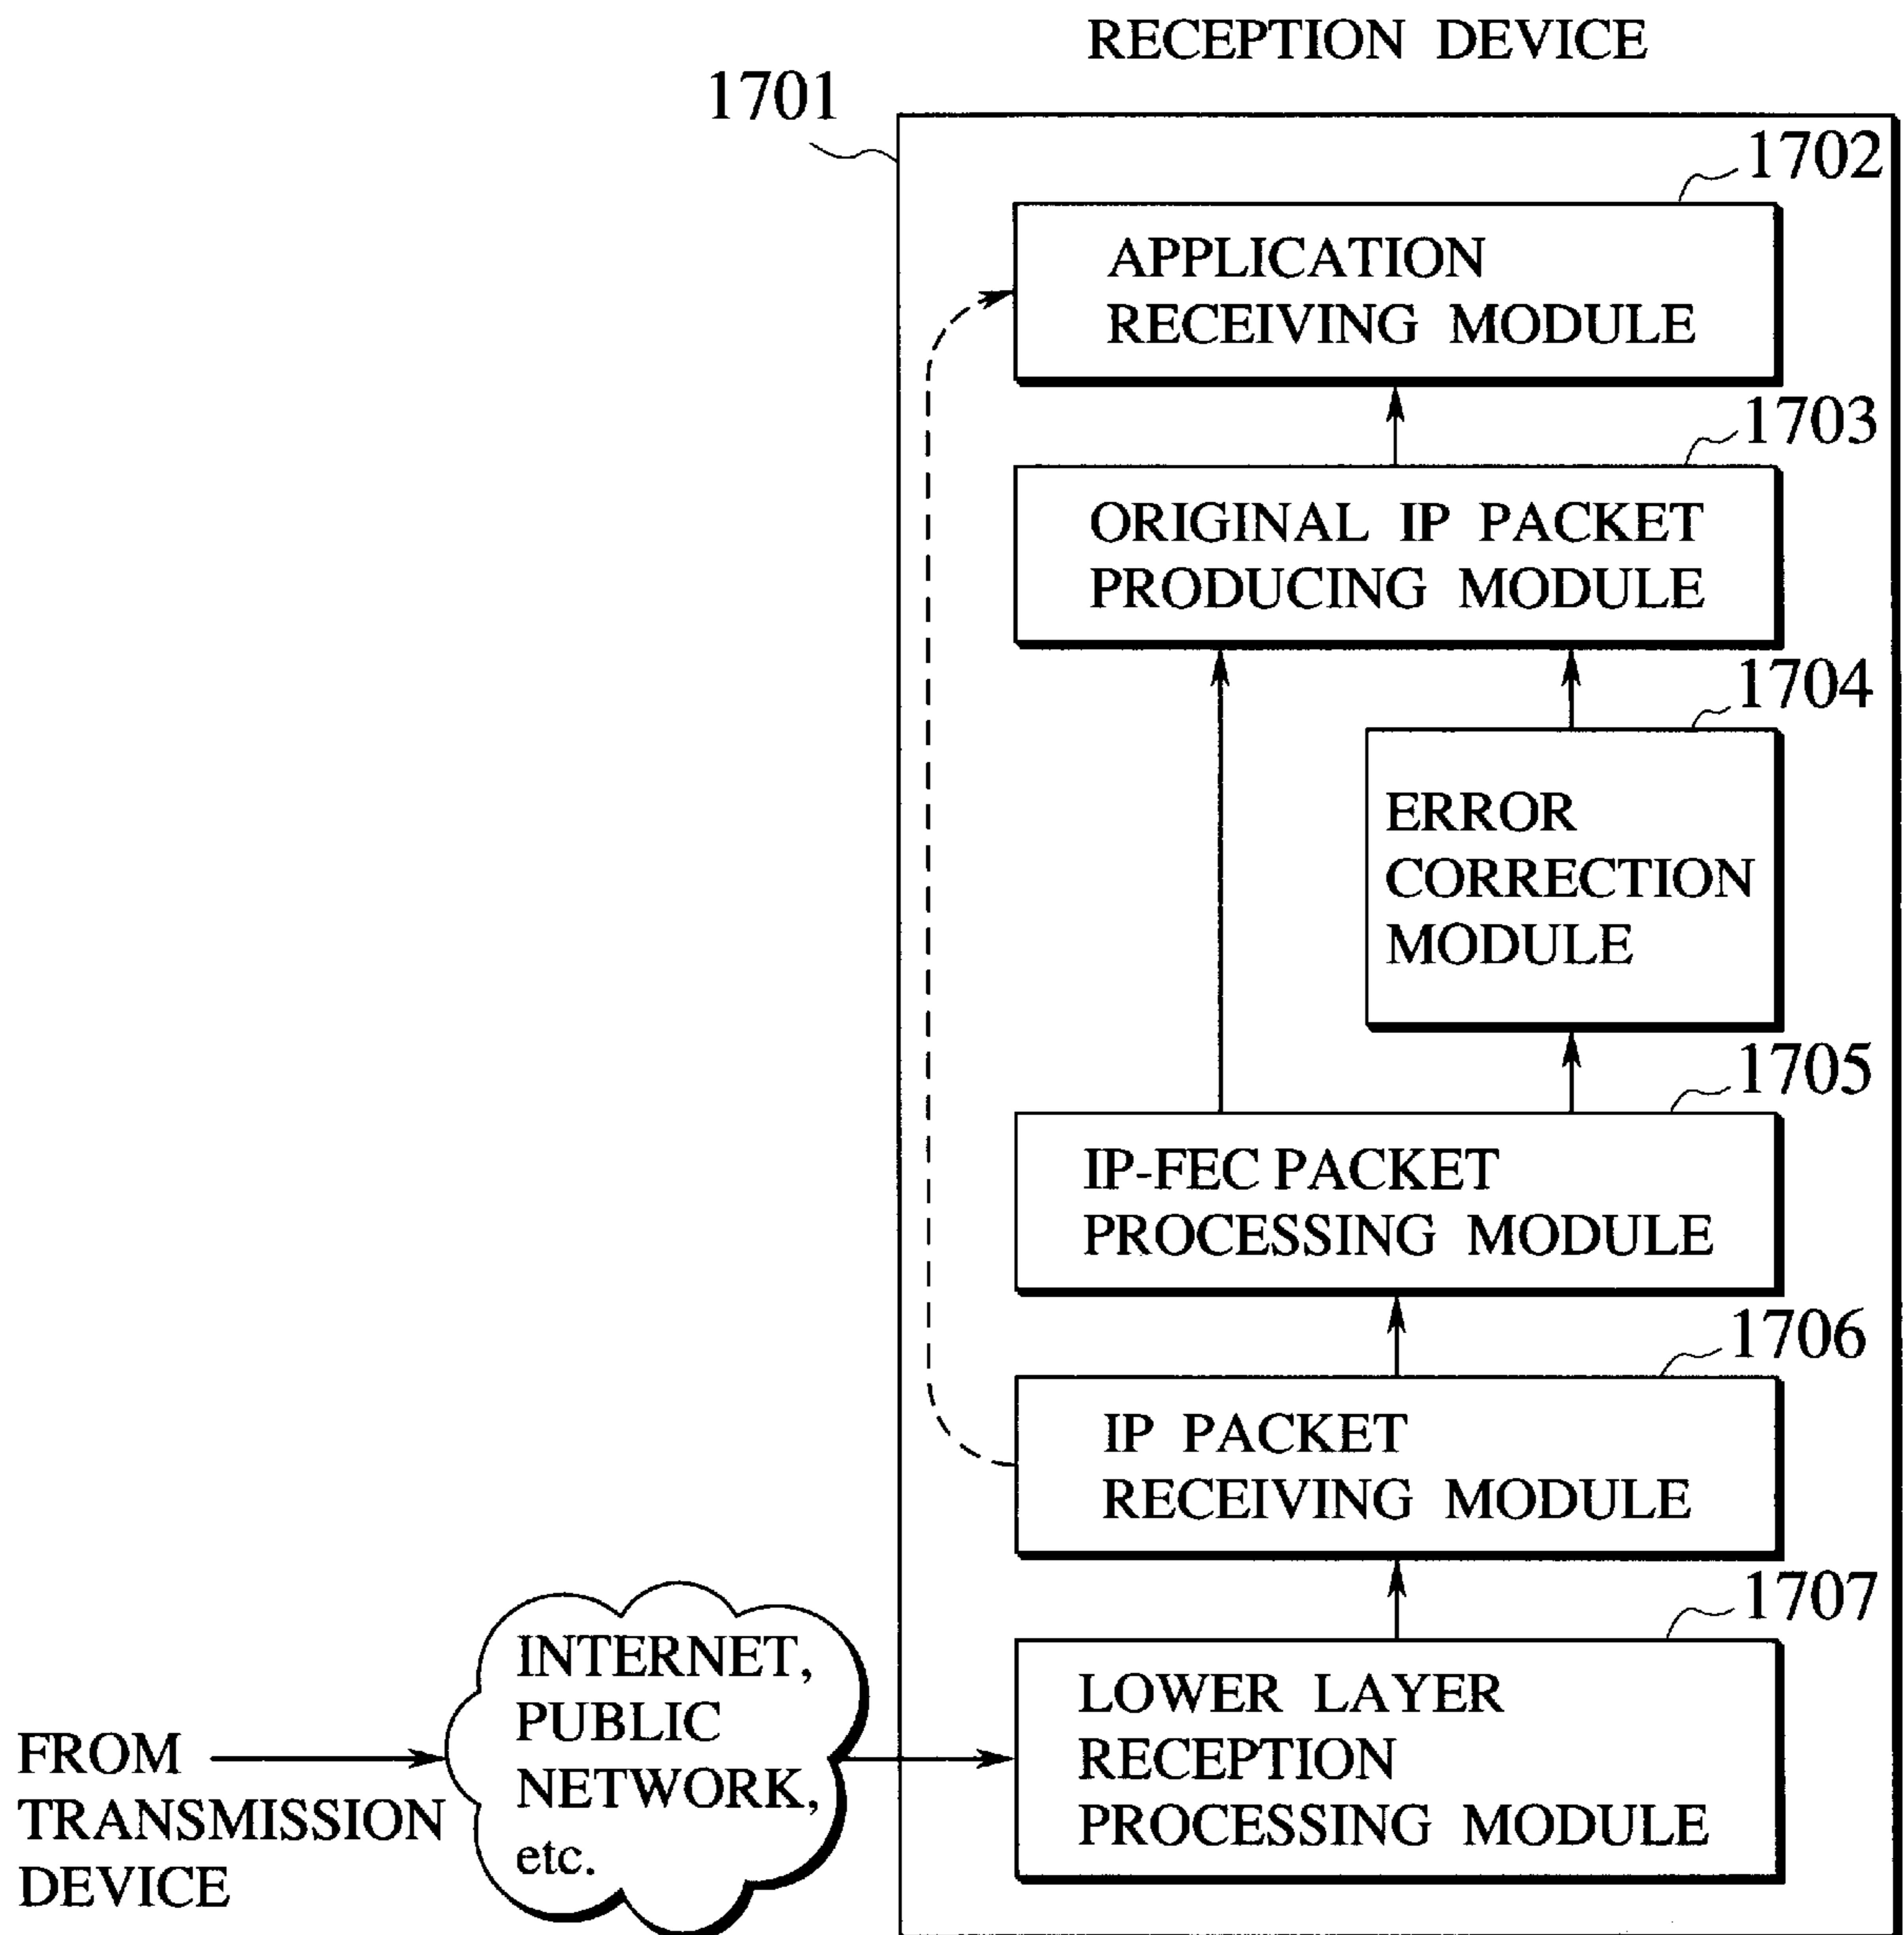 RECEPTION DEVICE
1701
1702
APPLICATION
RECEIVING MODULE
1703
ORIGINAL IP PACKET
PRODUCING MODULE
1704
ERROR
CORRECTION
MODULE
1705
IP-FEC PACKET
PROCESSING MODULE
1706
IP PACKET
RECEIVING MODULE
1707
LOWER LAYER
RECEPTION
PROCESSING MODULE
INTERNET,
PUBLIC
NETWORK,
etc.
FROM
TRANSMISSION
DEVICE